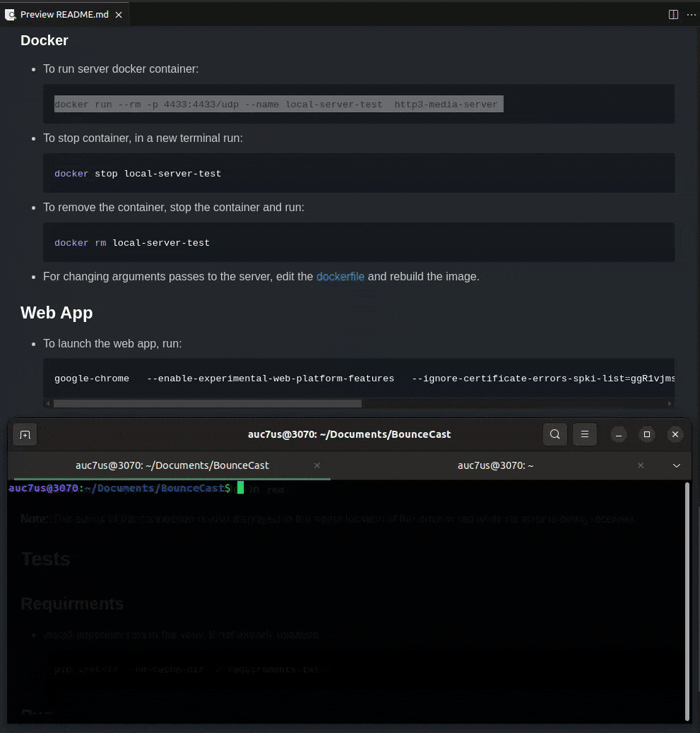 Preview README.md
Docker
To run server docker container:
docker run --rm -p 4433:4433/udp --name local-server-test  http3-media-server
To stop container, in a new terminal run:
docker stop local-server-test
To remove the container, stop the container and run:
docker rm local-server-test
For changing arguments passes to the server, edit the dockerfile and rebuild the image.
Web App
To launch the web app, run:
google-chrome   --enable-experimental-web-platform-features   --ignore-certificate-errors-spki-list=ggR1vjms
auc7us@3070: ~/Documents/BounceCast
auc7us@3070: ~/Documents/BounceCast
auc7us@3070: ~
auc7us@3070:~/Documents/BounceCast$
Note:
Tests
Requirments